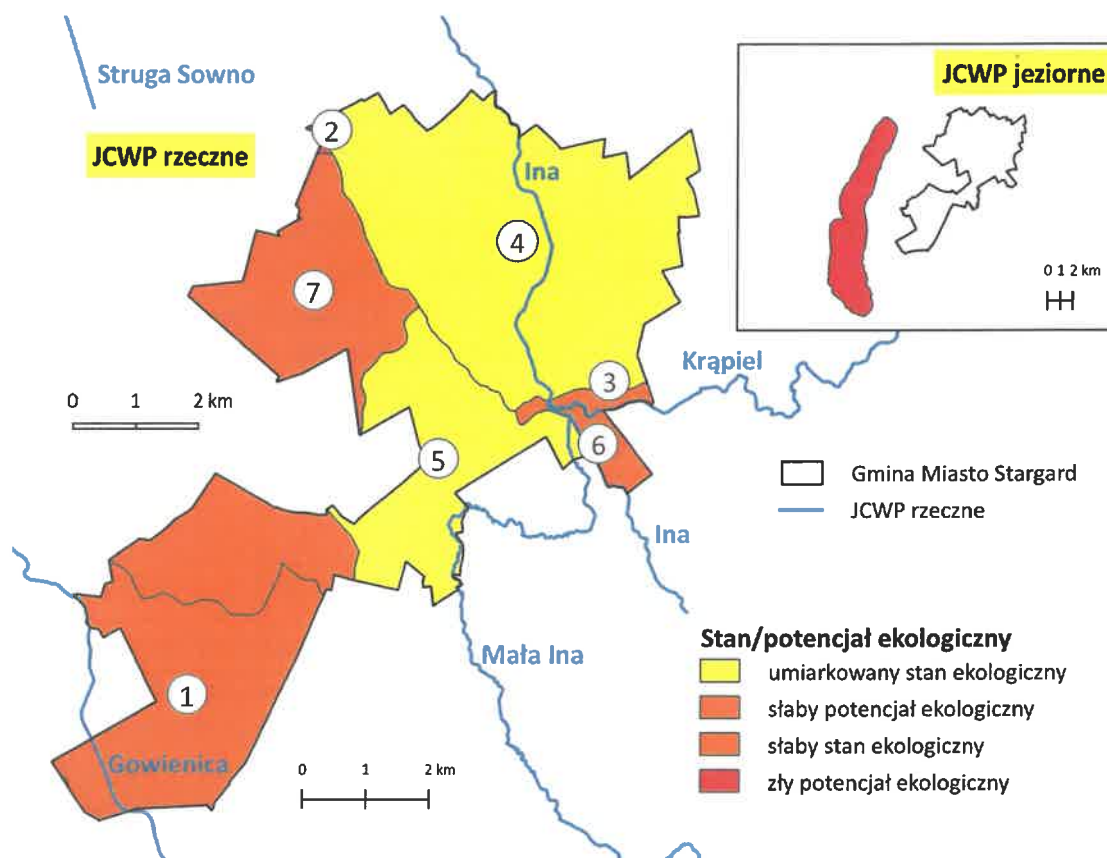 Struga Sowno
JCWP rzeczne
JCWP jeziorne
0 1 2 km
2
Ina
4
7
Krąpiel
3
0 1 2 km
6
5
Gmina Miasto Stargard
JCWP rzeczne
Ina
Stan/potencjał ekologiczny
umiarkowany stan ekologiczny
słaby potencjał ekologiczny
słaby stan ekologiczny
zły potencjał ekologiczny
Mała Ina
1
Gowienica
0 1 2 km